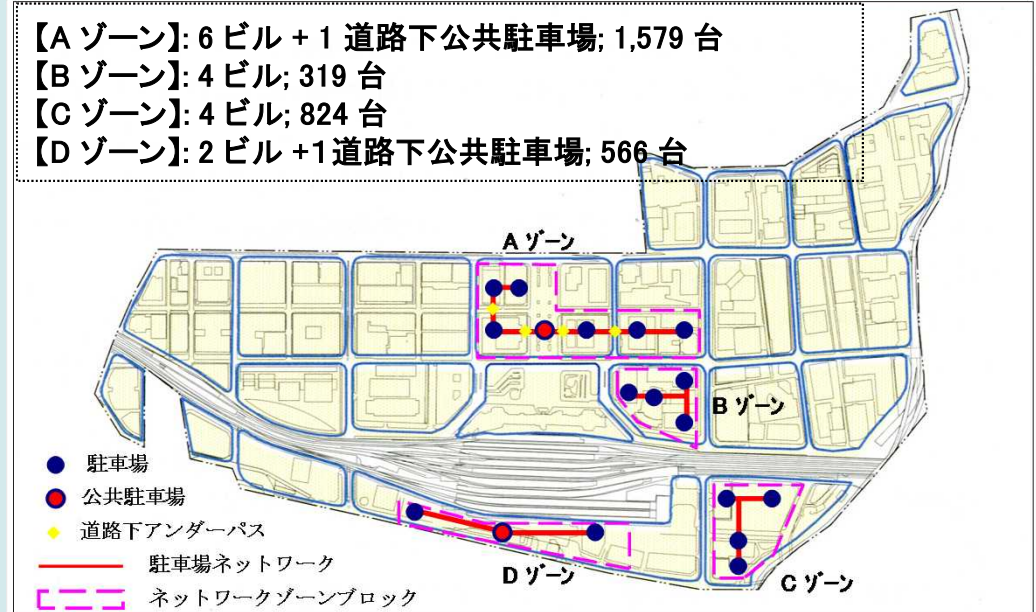 【A ゾーン】: 6 ビル + 1 道路下公共駐車場; 1,579 台
【B ゾーン】: 4 ビル; 319 台
【C ゾーン】: 4 ビル; 824 台
【D ゾーン】: 2 ビル +1道路下公共駐車場; 566 台
A ゾーン
B ゾーン
駐車場
公共駐車場
道路下アンダーパス
駐車場ネットワーク
ネットワークゾーンブロック
D ゾーン
C ゾーン